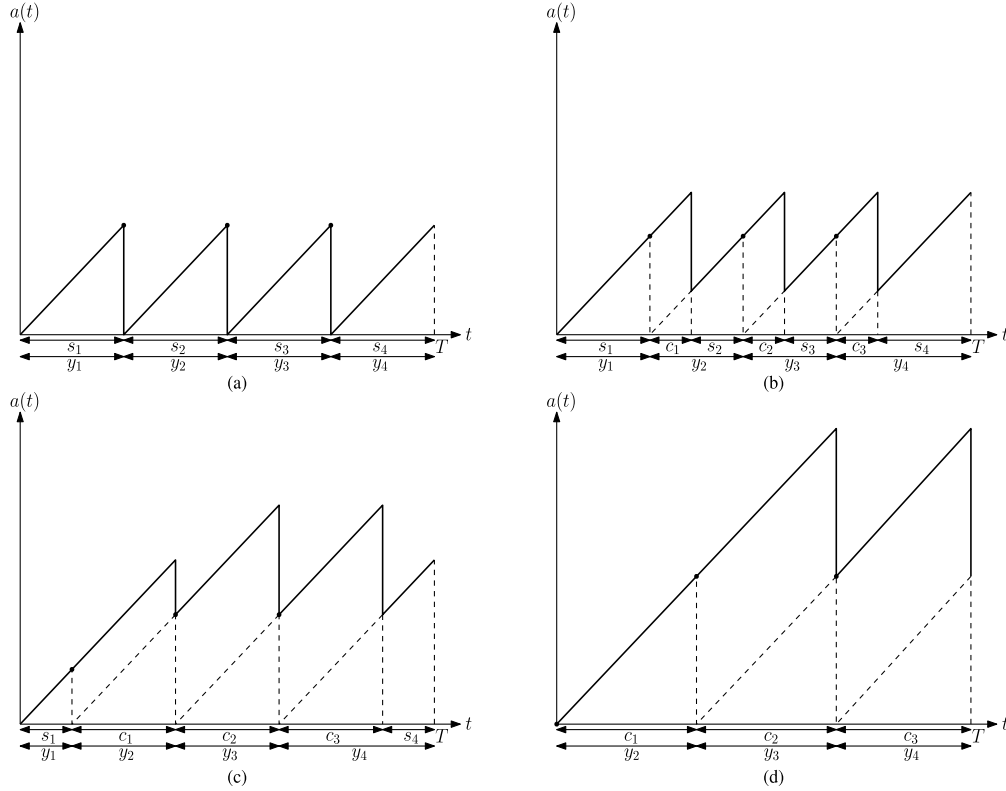 a(t) a(t)
t t
s₁ s₂ s₃ s₄ T s₁ c₁ s₂ c₂ s₃ c₃ s₄ T
y₁ y₂ y₃ y₄ y₁ y₂ y₃ y₄
(a) (b)
a(t) a(t)
t t
s₁ c₁ c₂ c₃ s₄ T c₁ c₂ c₃ T
y₁ y₂ y₃ y₄ y₂ y₃ y₄
(c) (d)